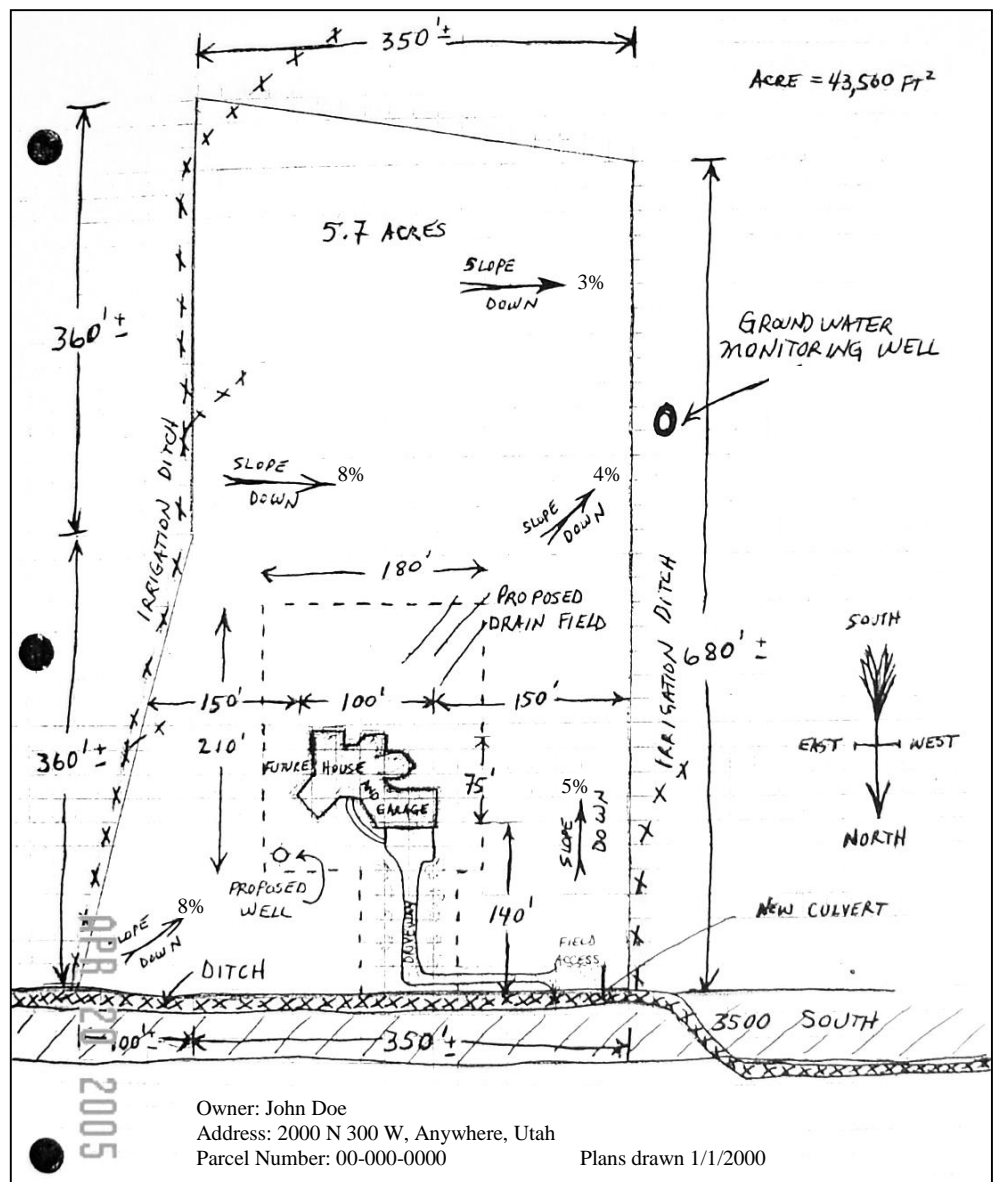 350'±
ACRE = 43,560 FT²
5.7 ACRES
SLOPE
DOWN
3%
360'±
GROUND WATER
MONITORING WELL
IRRIGATION DITCH
SLOPE
DOWN
8%
4%
SLOPE
DOWN
180'
PROPOSED
DRAIN FIELD
IRRIGATION DITCH
680'±
SOUTH
150'
100'
150'
210'
EAST
WEST
360'±
FUTURE HOUSE
GARAGE
75'
5%
SLOPE
DOWN
NORTH
PROPOSED
WELL
140'
NEW CULVERT
8%
SLOPE
DOWN
DRIVEWAY
FIELD
ACCESS
DITCH
3500 SOUTH
100'±
350'±
APR 20 2005
Owner: John Doe
Address: 2000 N 300 W, Anywhere, Utah
Parcel Number: 00-000-0000
Plans drawn 1/1/2000